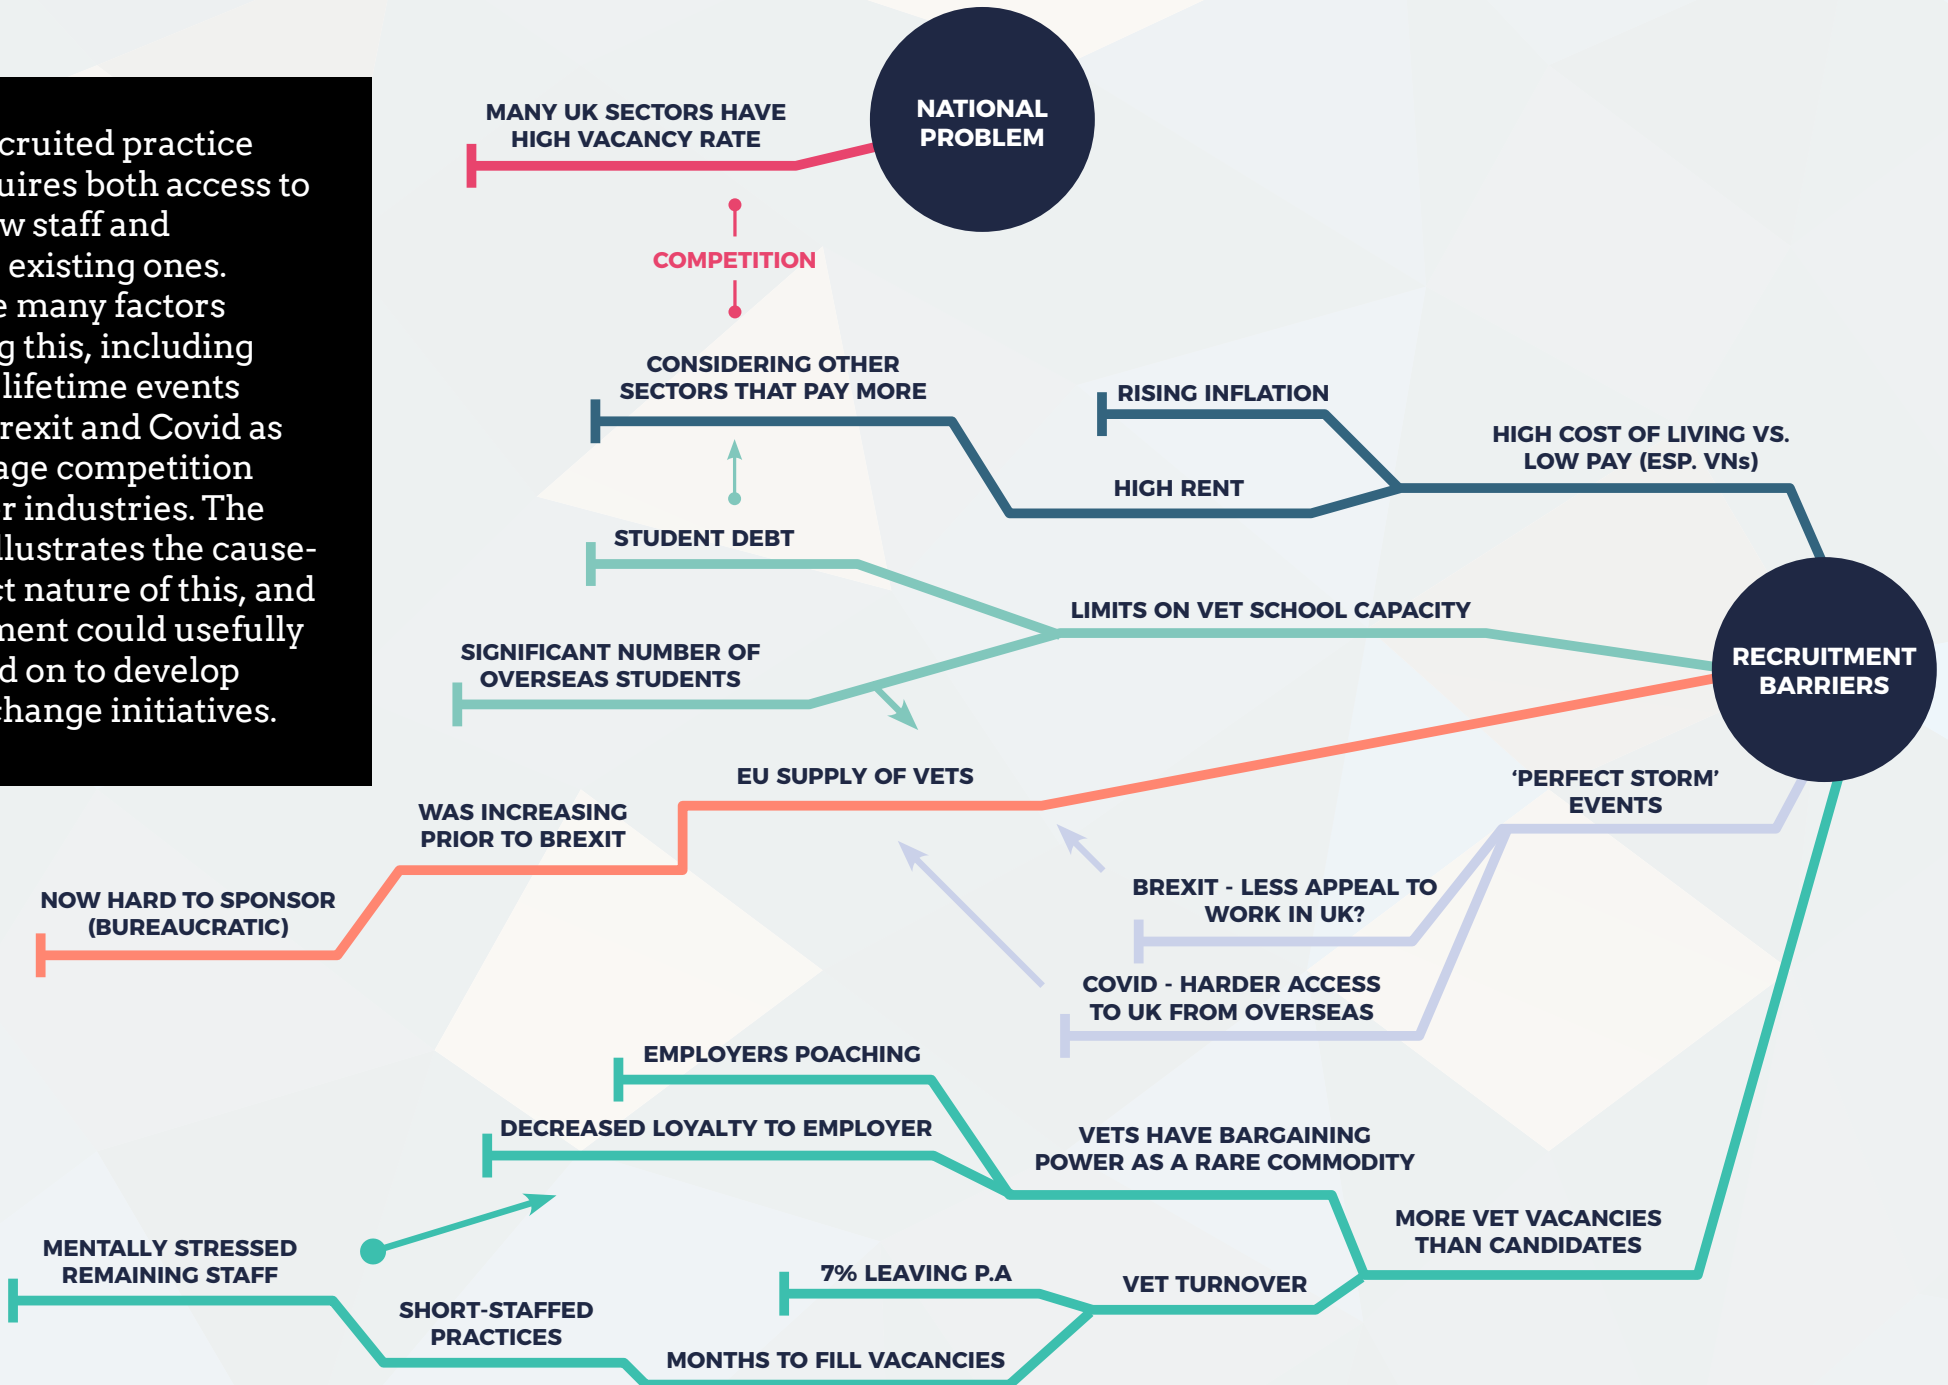 cruited practice
uires both access to
w staff and
existing ones.
e many factors
g this, including
lifetime events
rexit and Covid as
age competition
r industries. The
llustrates the cause-
ct nature of this, and
ment could usefully
d on to develop
change initiatives.
NATIONAL
PROBLEM
MANY UK SECTORS HAVE
HIGH VACANCY RATE
COMPETITION
CONSIDERING OTHER
SECTORS THAT PAY MORE
RISING INFLATION
HIGH COST OF LIVING VS.
LOW PAY (ESP. VNs)
HIGH RENT
STUDENT DEBT
LIMITS ON VET SCHOOL CAPACITY
SIGNIFICANT NUMBER OF
OVERSEAS STUDENTS
RECRUITMENT
BARRIERS
EU SUPPLY OF VETS
WAS INCREASING
PRIOR TO BREXIT
NOW HARD TO SPONSOR
(BUREAUCRATIC)
‘PERFECT STORM’
EVENTS
BREXIT - LESS APPEAL TO
WORK IN UK?
COVID - HARDER ACCESS
TO UK FROM OVERSEAS
EMPLOYERS POACHING
DECREASED LOYALTY TO EMPLOYER
VETS HAVE BARGAINING
POWER AS A RARE COMMODITY
MORE VET VACANCIES
THAN CANDIDATES
MENTALLY STRESSED
REMAINING STAFF
7% LEAVING P.A
VET TURNOVER
SHORT-STAFFED
PRACTICES
MONTHS TO FILL VACANCIES